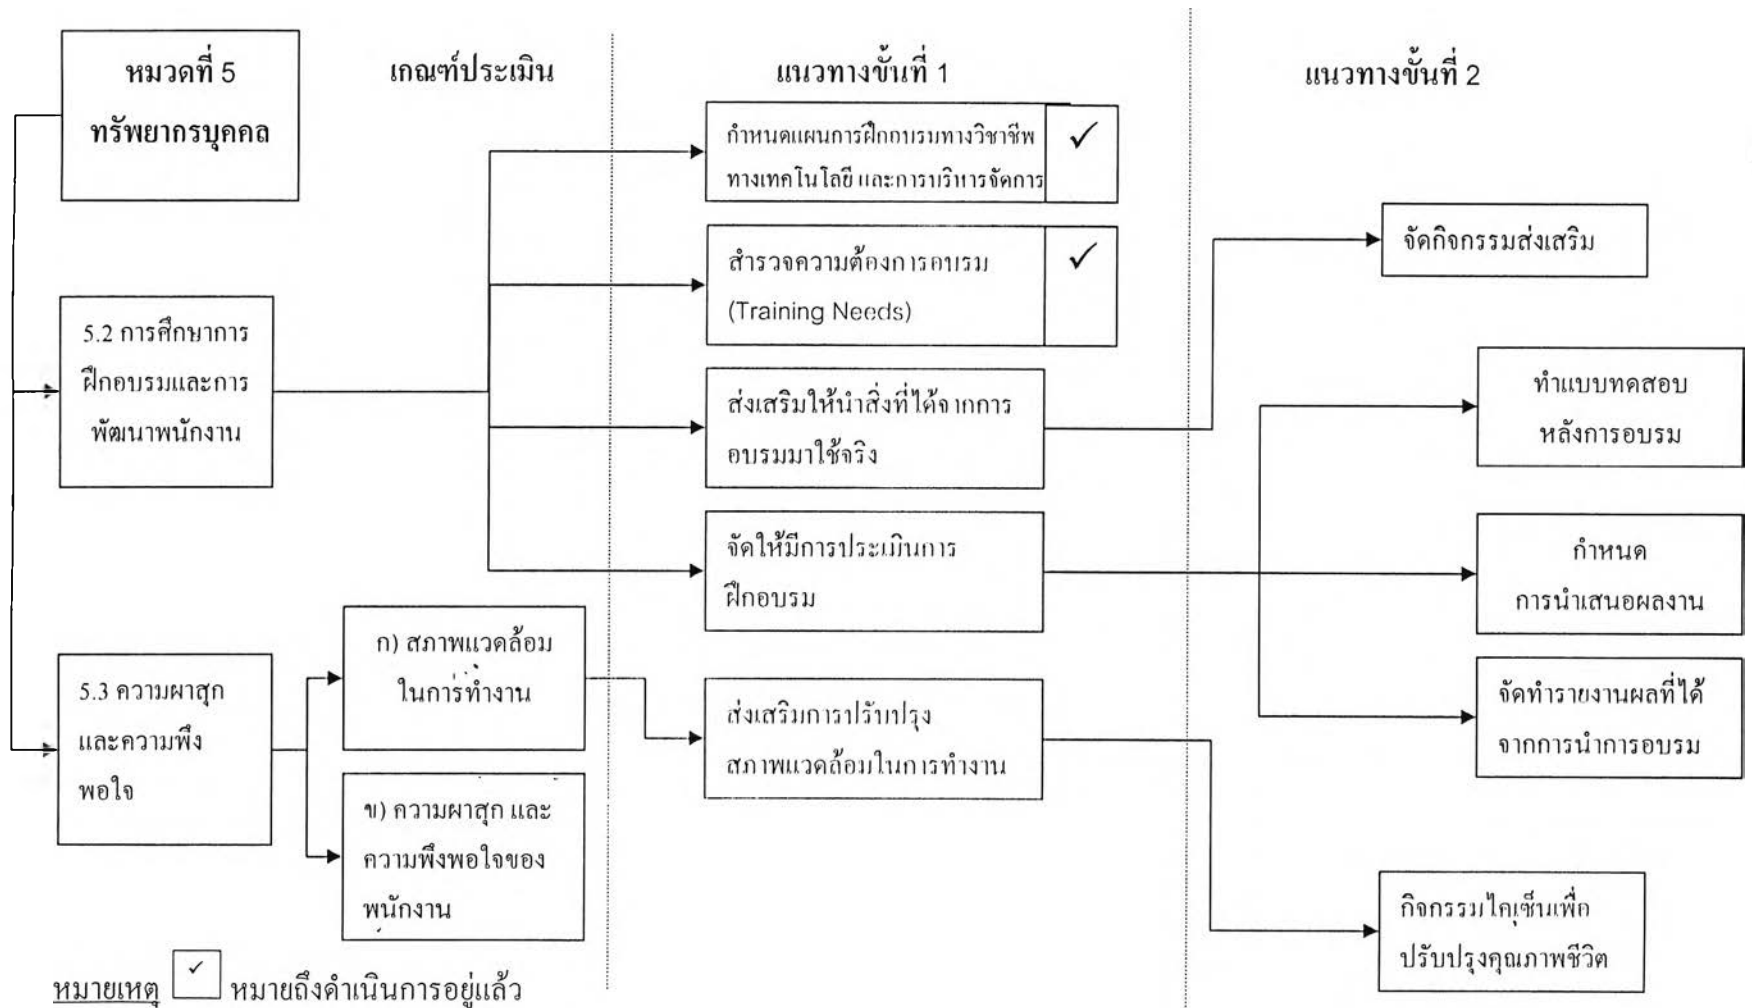 หมวดที่ 5
ทรัพยากรบุคคล
เกณฑ์ประเมิน
แนวทางขั้นที่ 1
แนวทางขั้นที่ 2
กำหนดแผนการฝึกอบรมทางวิชาชีพ
ทางเทคโนโลยี และการบริหารจัดการ
✓
สำรวจความต้องการอบรม
(Training Needs)
✓
จัดกิจกรรมส่งเสริม
5.2 การศึกษาการ
ฝึกอบรมและการ
พัฒนาพนักงาน
ส่งเสริมให้นำสิ่งที่ได้จากการ
อบรมมาใช้จริง
ทำแบบทดสอบ
หลังการอบรม
จัดให้มีการประเมินการ
ฝึกอบรม
กำหนด
การนำเสนอผลงาน
จัดทำรายงานผลที่ได้
จากการนำการอบรม
5.3 ความผาสุก
และความพึง
พอใจ
ก) สภาพแวดล้อม
ในการทำงาน
ส่งเสริมการปรับปรุง
สภาพแวดล้อมในการทำงาน
ข) ความผาสุก และ
ความพึงพอใจของ
พนักงาน
กิจกรรมไคเซ็นเพื่อ
ปรับปรุงคุณภาพชีวิต
หมายเหตุ ✓ หมายถึงดำเนินการอยู่แล้ว